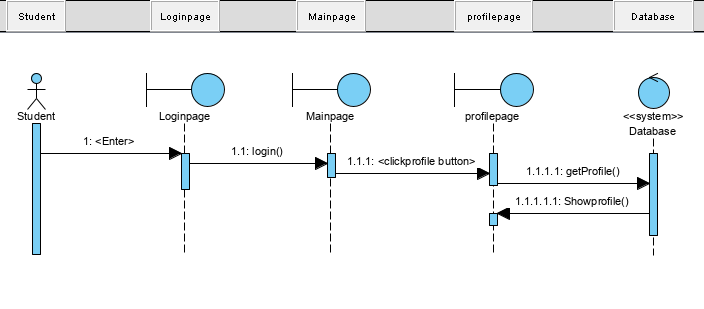 Student
Loginpage
Mainpage
profilepage
Database
Student
Loginpage
Mainpage
profilepage
<<system>>
Database
1: <Enter>
1.1: login()
1.1.1: <clickprofile button>
1.1.1.1: getProfile()
1.1.1.1.1: Showprofile()